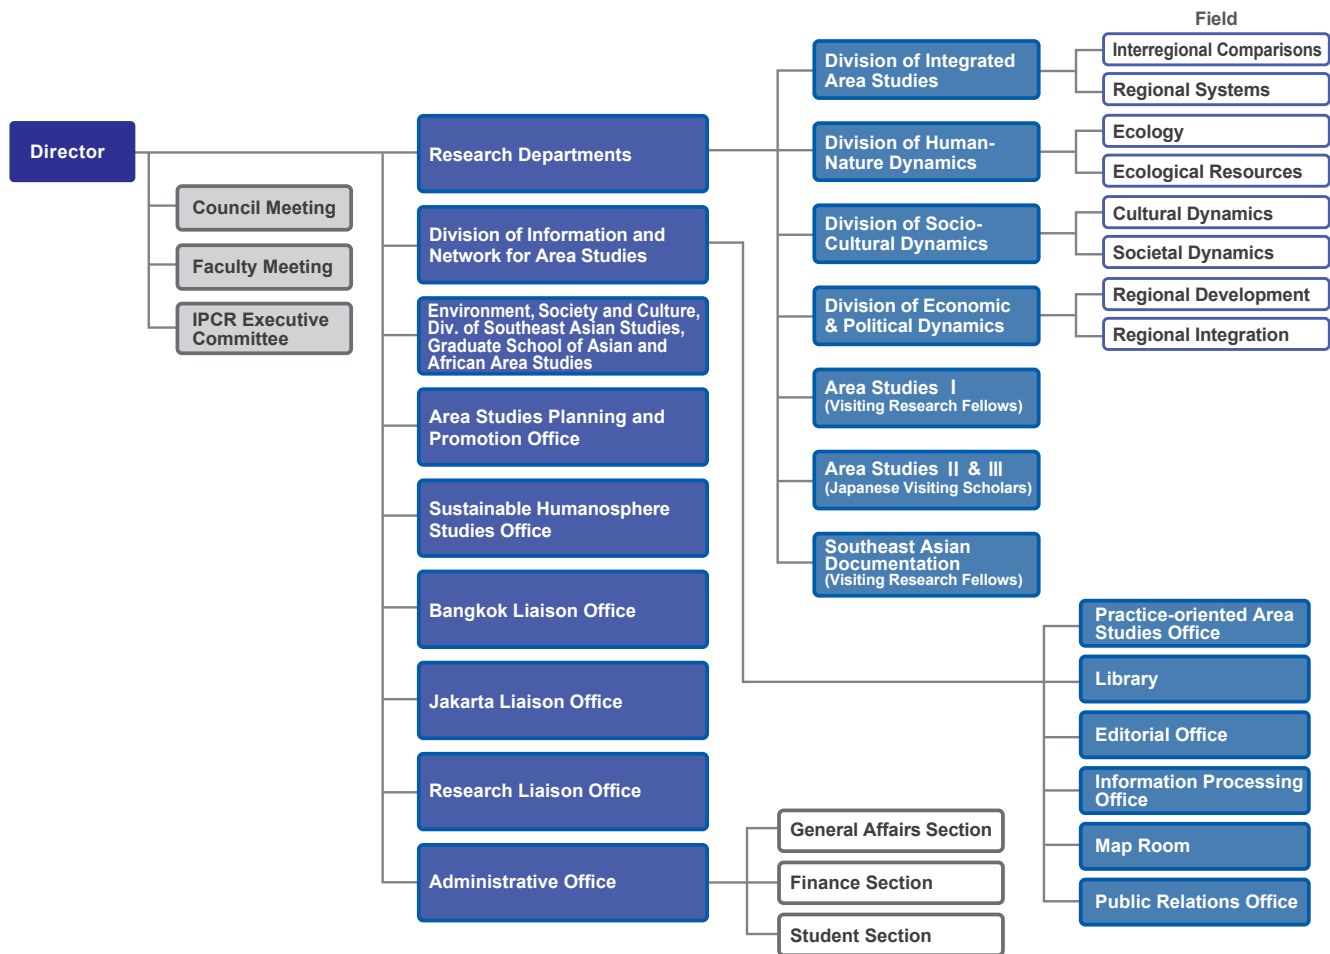 Director
Council Meeting
Faculty Meeting
IPCR Executive
Committee
Research Departments
Division of Information and
Network for Area Studies
Environment, Society and Culture,
Div. of Southeast Asian Studies,
Graduate School of Asian and
African Area Studies
Area Studies Planning and
Promotion Office
Sustainable Humanosphere
Studies Office
Bangkok Liaison Office
Jakarta Liaison Office
Research Liaison Office
Administrative Office
General Affairs Section
Finance Section
Student Section
Division of Integrated
Area Studies
Division of Human-
Nature Dynamics
Division of Socio-
Cultural Dynamics
Division of Economic
& Political Dynamics
Area Studies Ⅰ
(Visiting Research Fellows)
Area Studies Ⅱ & Ⅲ
(Japanese Visiting Scholars)
Southeast Asian
Documentation
(Visiting Research Fellows)
Field
Interregional Comparisons
Regional Systems
Ecology
Ecological Resources
Cultural Dynamics
Societal Dynamics
Regional Development
Regional Integration
Practice-oriented Area
Studies Office
Library
Editorial Office
Information Processing
Office
Map Room
Public Relations Office